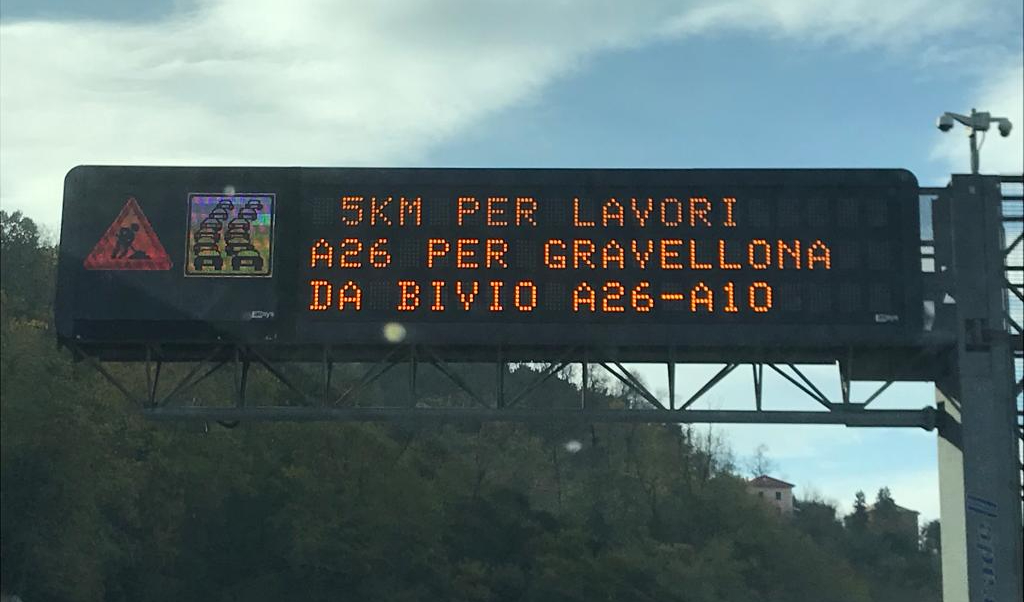 5KM PER LAVORI
A26 PER GRAVELLONA
DA BIVIO A26-A10